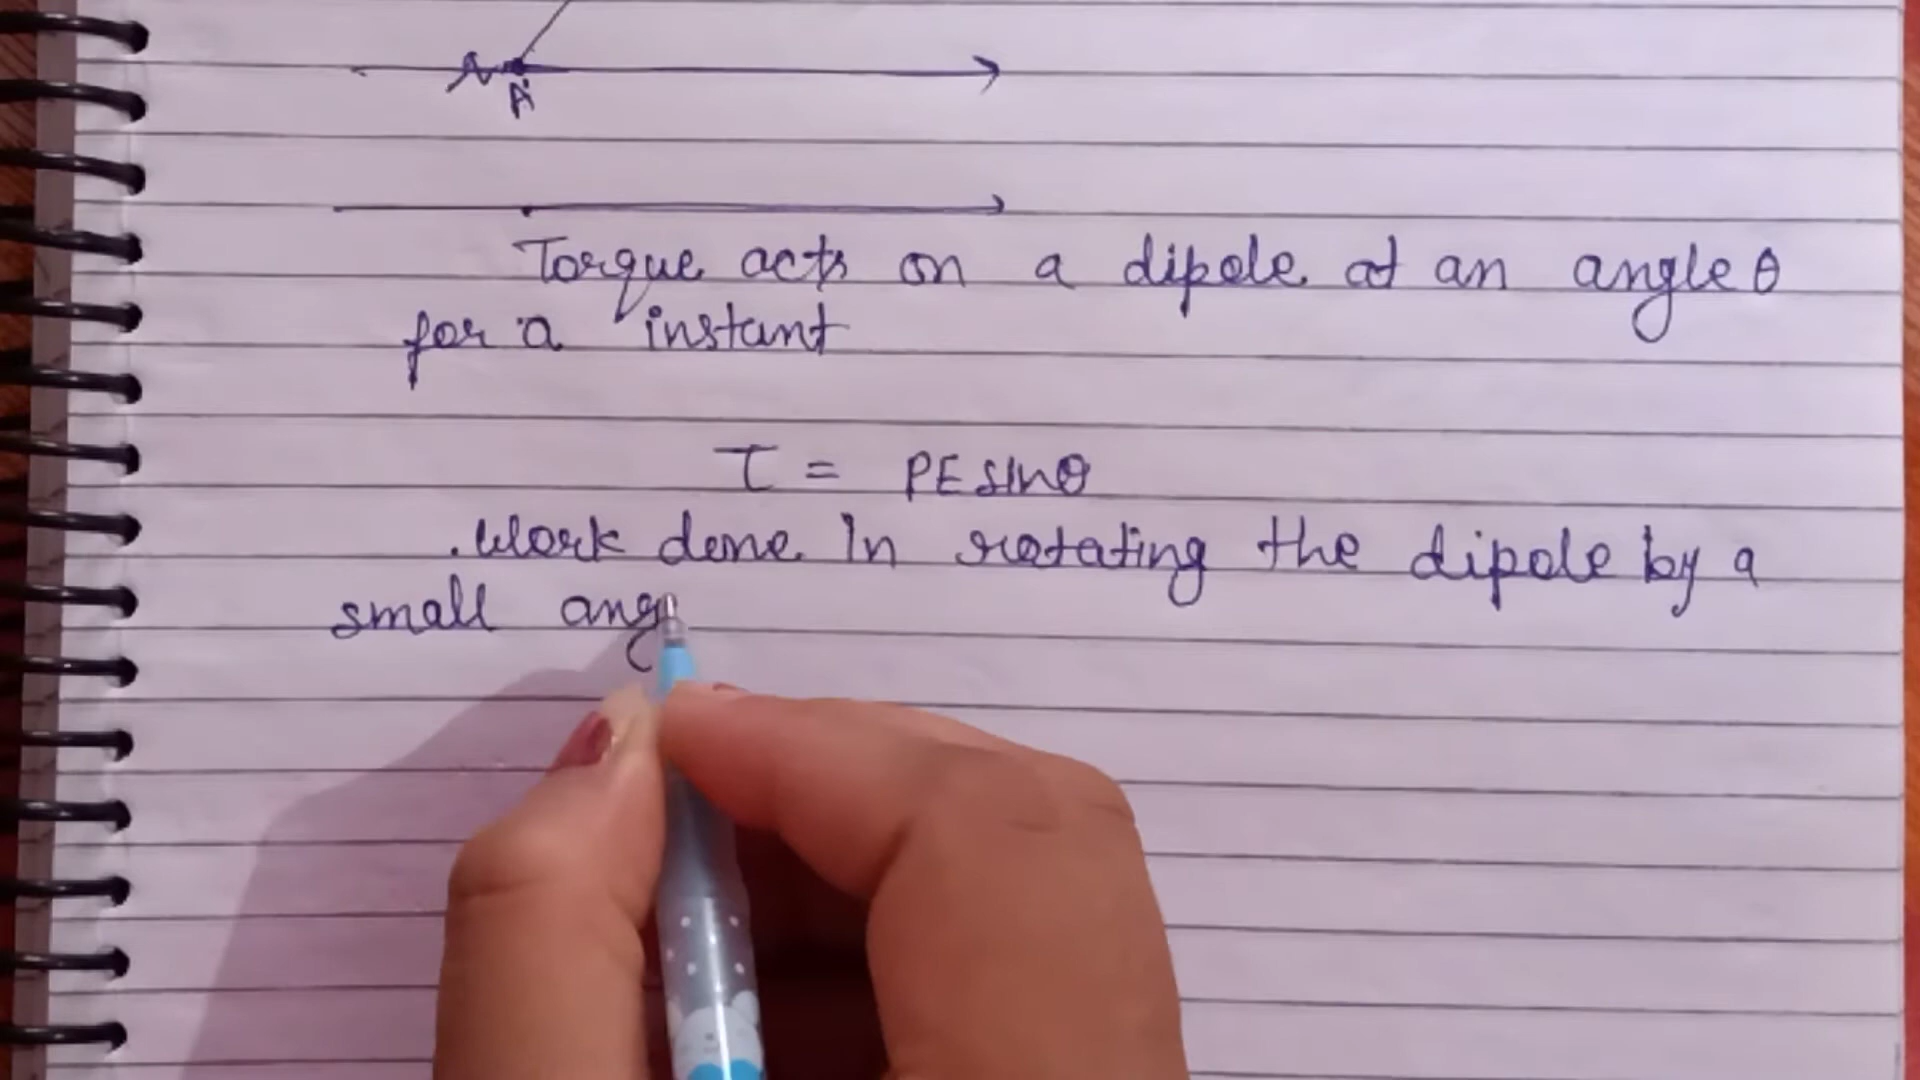 A
Torque acts on a dipole at an angle θ
for a instant
τ = PE sinθ
.Work done In rotating the dipole by a
small ang